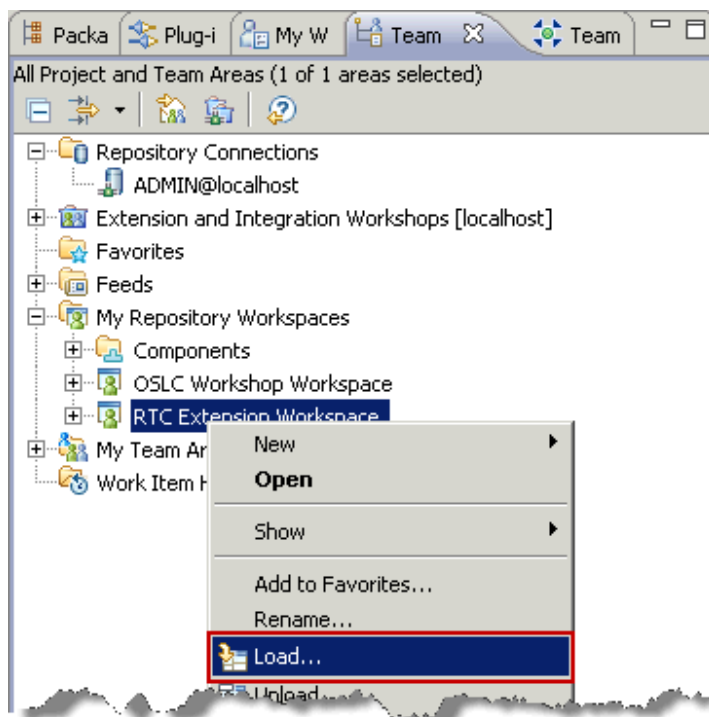 Packa Plug-i My W Team Team
All Project and Team Areas (1 of 1 areas selected)
Repository Connections
ADMIN@localhost
Extension and Integration Workshops [localhost]
Favorites
Feeds
My Repository Workspaces
Components
OSLC Workshop Workspace
RTC Extension Workspace
My Team Ar
New
Work Item H
Open
Show
Add to Favorites...
Rename...
Load...
Unload...